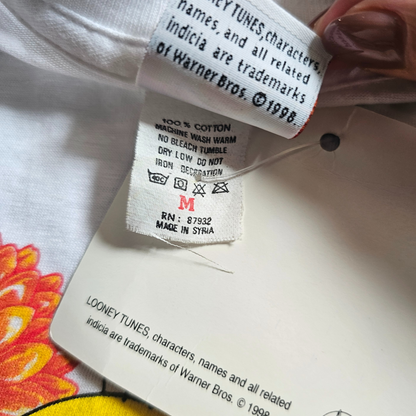 LOONEY TUNES, characters,
names, and all related
indicia are trademarks
of Warner Bros. ©1998.
100 % COTTON
MACHINE WASH WARM
NO BLEACH TUMBLE
DRY LOW DO NOT
IRON DECORATION
40C
M
RN: 87932
MADE IN SYRIA
LOONEY TUNES, characters, names and all related
indicia are trademarks of Warner Bros. © 1998